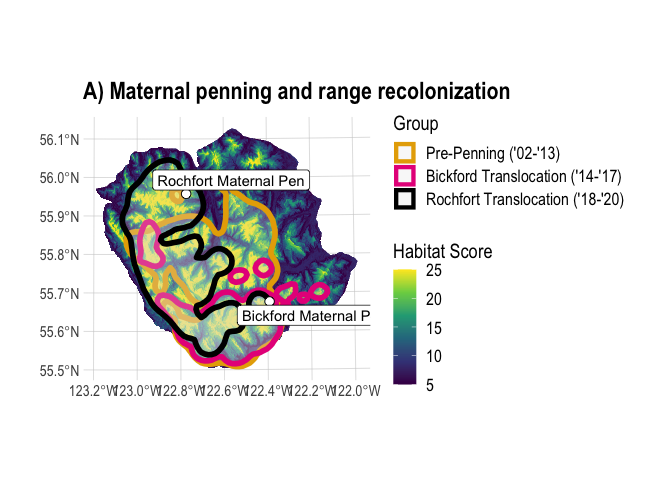 A) Maternal penning and range recolonization
56.1°N
56.0°N
55.9°N
55.8°N
55.7°N
55.6°N
55.5°N
Rochfort Maternal Pen
Bickford Maternal P
123.2°W
123.0°W
122.8°W
122.6°W
122.4°W
122.2°W
122.0°W
Group
Pre-Penning ('02-'13)
Bickford Translocation ('14-'17)
Rochfort Translocation ('18-'20)
Habitat Score
25
20
15
10
5